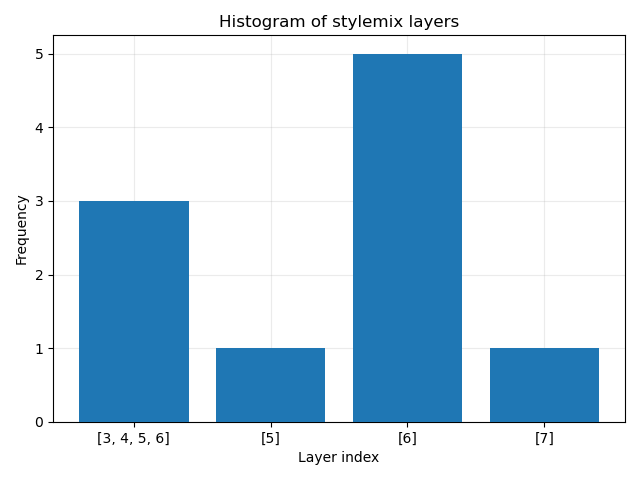 Histogram of stylemix layers
5
4
3
2
1
0
Frequency
[3, 4, 5, 6]
[5]
[6]
[7]
Layer index